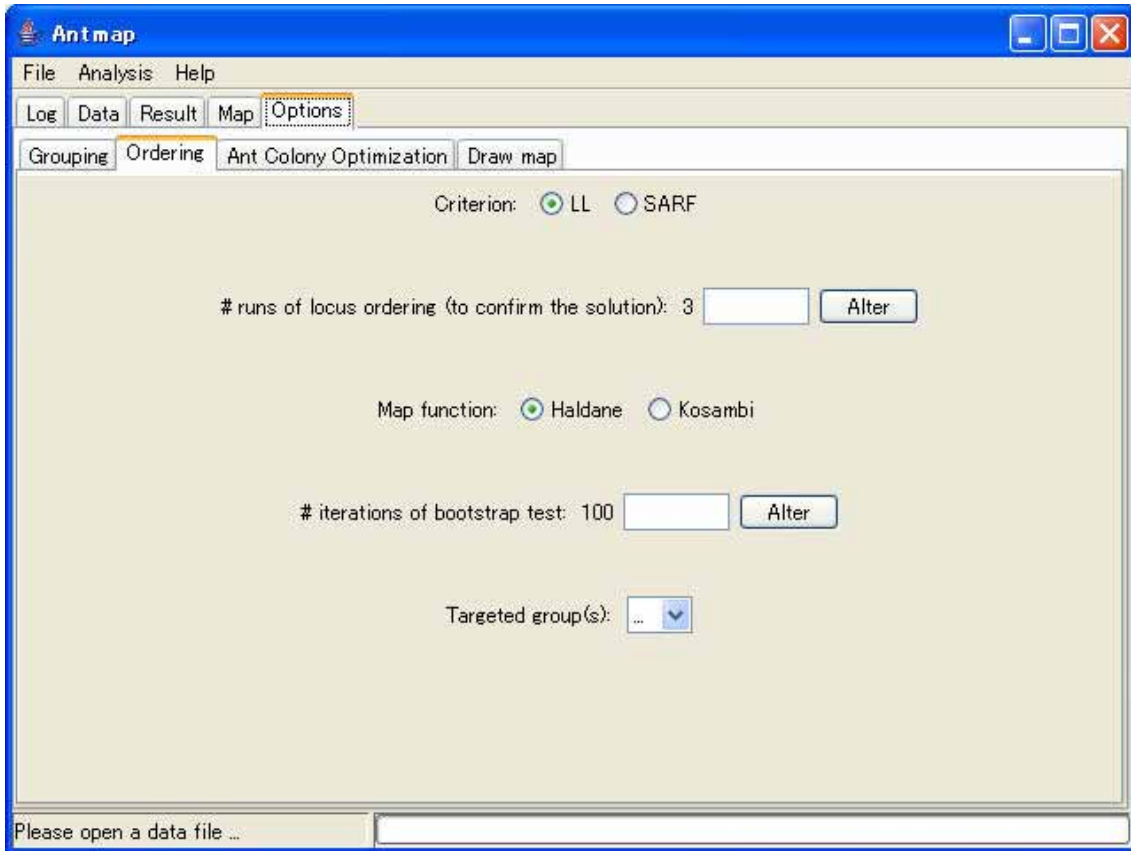 Antmap
File Analysis Help
Log Data Result Map Options
Grouping Ordering Ant Colony Optimization Draw map
Criterion: LL SARF
# runs of locus ordering (to confirm the solution): 3 Alter
Map function: Haldane Kosambi
# iterations of bootstrap test: 100 Alter
Targeted group(s): ...
Please open a data file ...